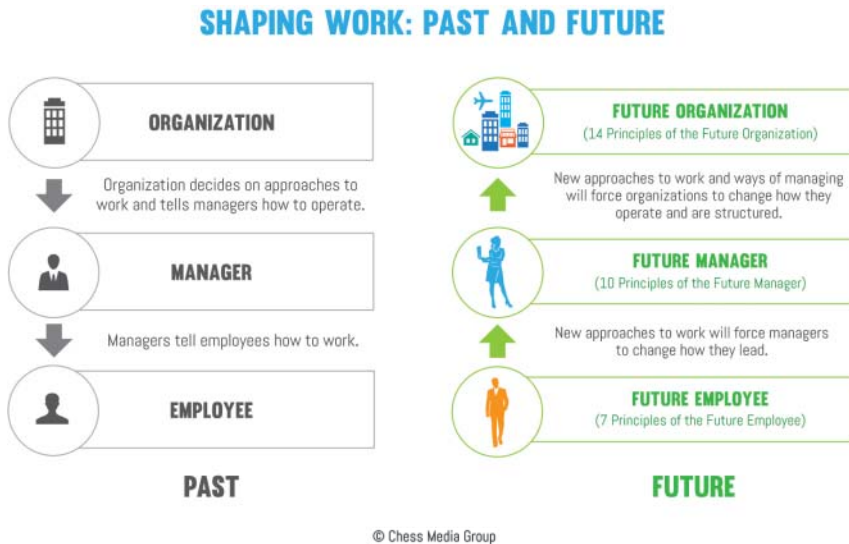 SHAPING WORK: PAST AND FUTURE
ORGANIZATION
Organization decides on approaches to
work and tells managers how to operate.
MANAGER
Managers tell employees how to work.
EMPLOYEE
PAST
FUTURE ORGANIZATION
(14 Principles of the Future Organization)
New approaches to work and ways of managing
will force organizations to change how they
operate and are structured.
FUTURE MANAGER
(10 Principles of the Future Manager)
New approaches to work will force managers
to change how they lead.
FUTURE EMPLOYEE
(7 Principles of the Future Employee)
FUTURE
© Chess Media Group